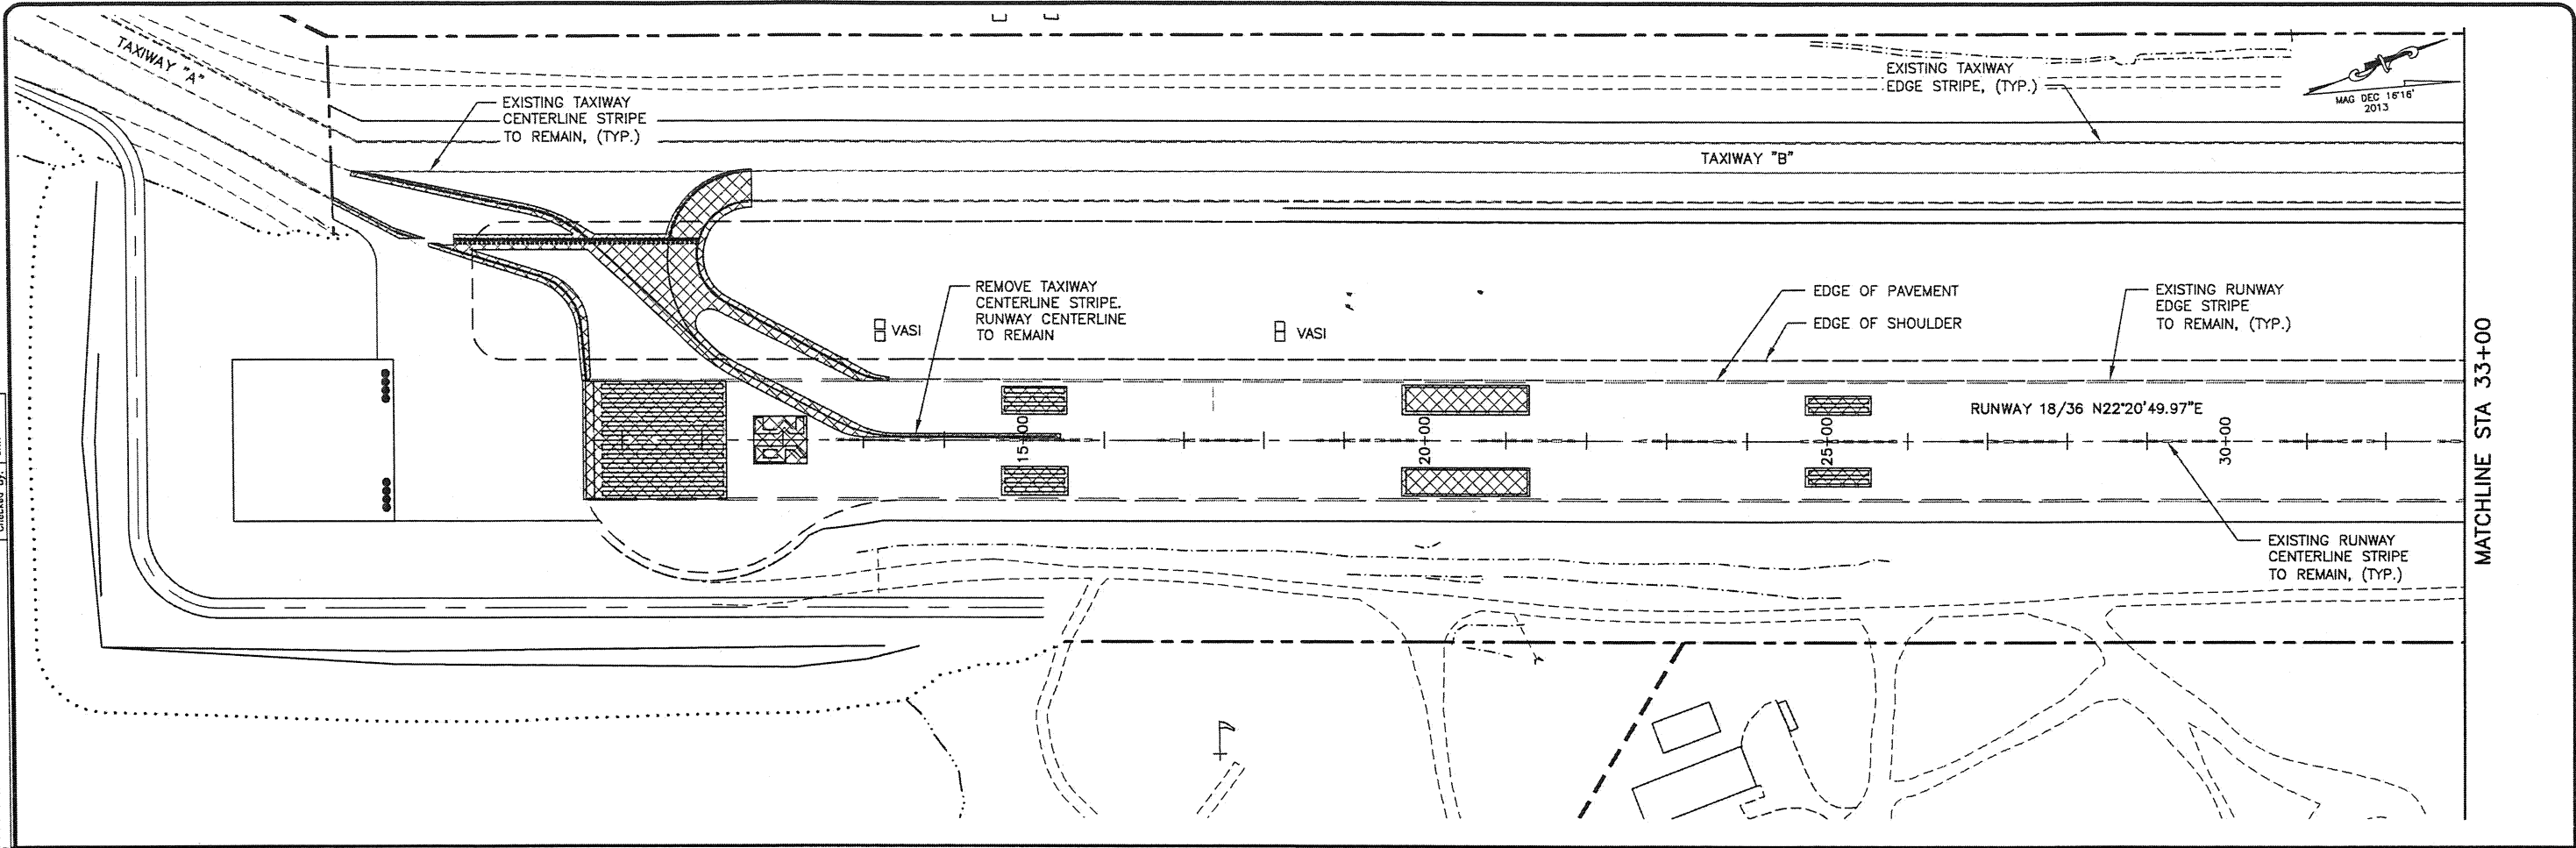 TAXIWAY "A"
EXISTING TAXIWAY
CENTERLINE STRIPE
TO REMAIN, (TYP.)
EXISTING TAXIWAY
EDGE STRIPE, (TYP.)
MAG DEC 16°16'
2013
TAXIWAY "B"
REMOVE TAXIWAY
CENTERLINE STRIPE.
RUNWAY CENTERLINE
TO REMAIN
VASI
VASI
EDGE OF PAVEMENT
EDGE OF SHOULDER
EXISTING RUNWAY
EDGE STRIPE
TO REMAIN, (TYP.)
RUNWAY 18/36 N22°20'49.97"E
15+00
20+00
25+00
30+00
EXISTING RUNWAY
CENTERLINE STRIPE
TO REMAIN, (TYP.)
MATCHLINE STA 33+00